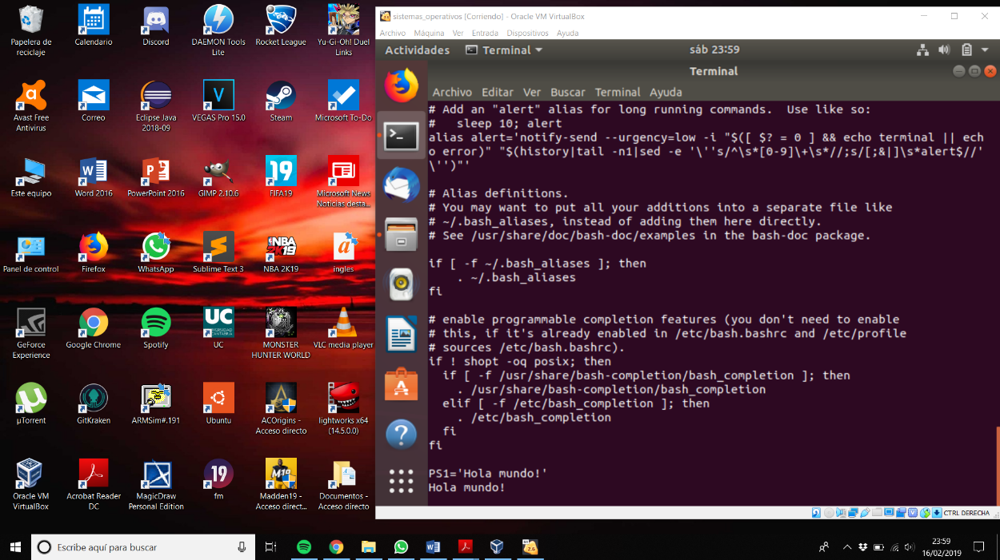 Papelera de
reciclaje
Calendario
Discord
DAEMON Tools
Lite
Rocket League
Yu-Gi-Oh! Duel
Links
Avast Free
Antivirus
Correo
Eclipse Java
2018-09
VEGAS Pro 15.0
Steam
Microsoft To-Do
Este equipo
Word 2016
PowerPoint 2016
GIMP 2.10.6
FIFA19
Microsoft News
Noticias desta...
Panel de control
Firefox
WhatsApp
Sublime Text 3
NBA 2K19
ingles
GeForce
Experience
Google Chrome
Spotify
UC
MONSTER
HUNTER WORLD
VLC media player
µTorrent
GitKraken
ARMSim#.191
Ubuntu
ACOrigins -
Acceso directo
lightworks x64
(14.5.0.0)
Oracle VM
VirtualBox
Acrobat Reader
DC
MagicDraw
Personal Edition
fm
Madden19 -
Acceso direct...
Documentos -
Acceso directo
sistemas_operativos [Corriendo] - Oracle VM VirtualBox
Archivo Máquina Ver Entrada Dispositivos Ayuda
Actividades Terminal sáb 23:59
Terminal
Archivo Editar Ver Buscar Terminal Ayuda
# Add an "alert" alias for long running commands.  Use like so:
#   sleep 10; alert
alias alert='notify-send --urgency=low -i "$([ $? = 0 ] && echo terminal || ech
o error)" "$(history|tail -n1|sed -e '\''s/^\s*[0-9]\+\s*//;s/[;&|]\s*alert$//'
\'')"'
# Alias definitions.
# You may want to put all your additions into a separate file like
# ~/.bash_aliases, instead of adding them here directly.
# See /usr/share/doc/bash-doc/examples in the bash-doc package.
if [ -f ~/.bash_aliases ]; then
    . ~/.bash_aliases
fi
# enable programmable completion features (you don't need to enable
# this, if it's already enabled in /etc/bash.bashrc and /etc/profile
# sources /etc/bash.bashrc).
if ! shopt -oq posix; then
  if [ -f /usr/share/bash-completion/bash_completion ]; then
    . /usr/share/bash-completion/bash_completion
  elif [ -f /etc/bash_completion ]; then
    . /etc/bash_completion
  fi
fi
PS1='Hola mundo!'
Hola mundo!
CTRL DERECHA
Escribe aquí para buscar
23:59
16/02/2019